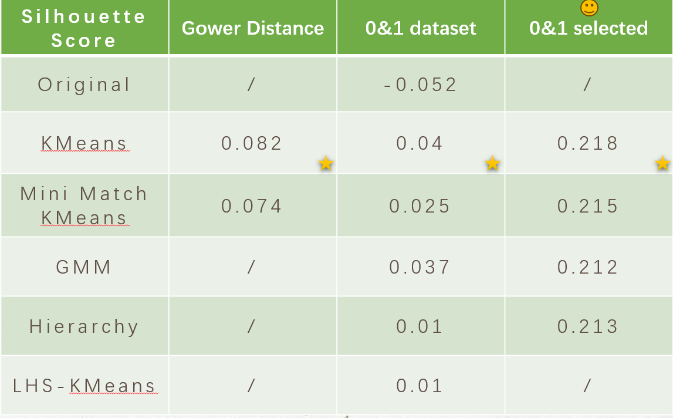 Silhouette
Score
Gower Distance
0&1 dataset
0&1 selected
Original
/
-0.052
/
KMeans
0.082
0.04
0.218
Mini Match
KMeans
0.074
0.025
0.215
GMM
/
0.037
0.212
Hierarchy
/
0.01
0.213
LHS-KMeans
/
0.01
/